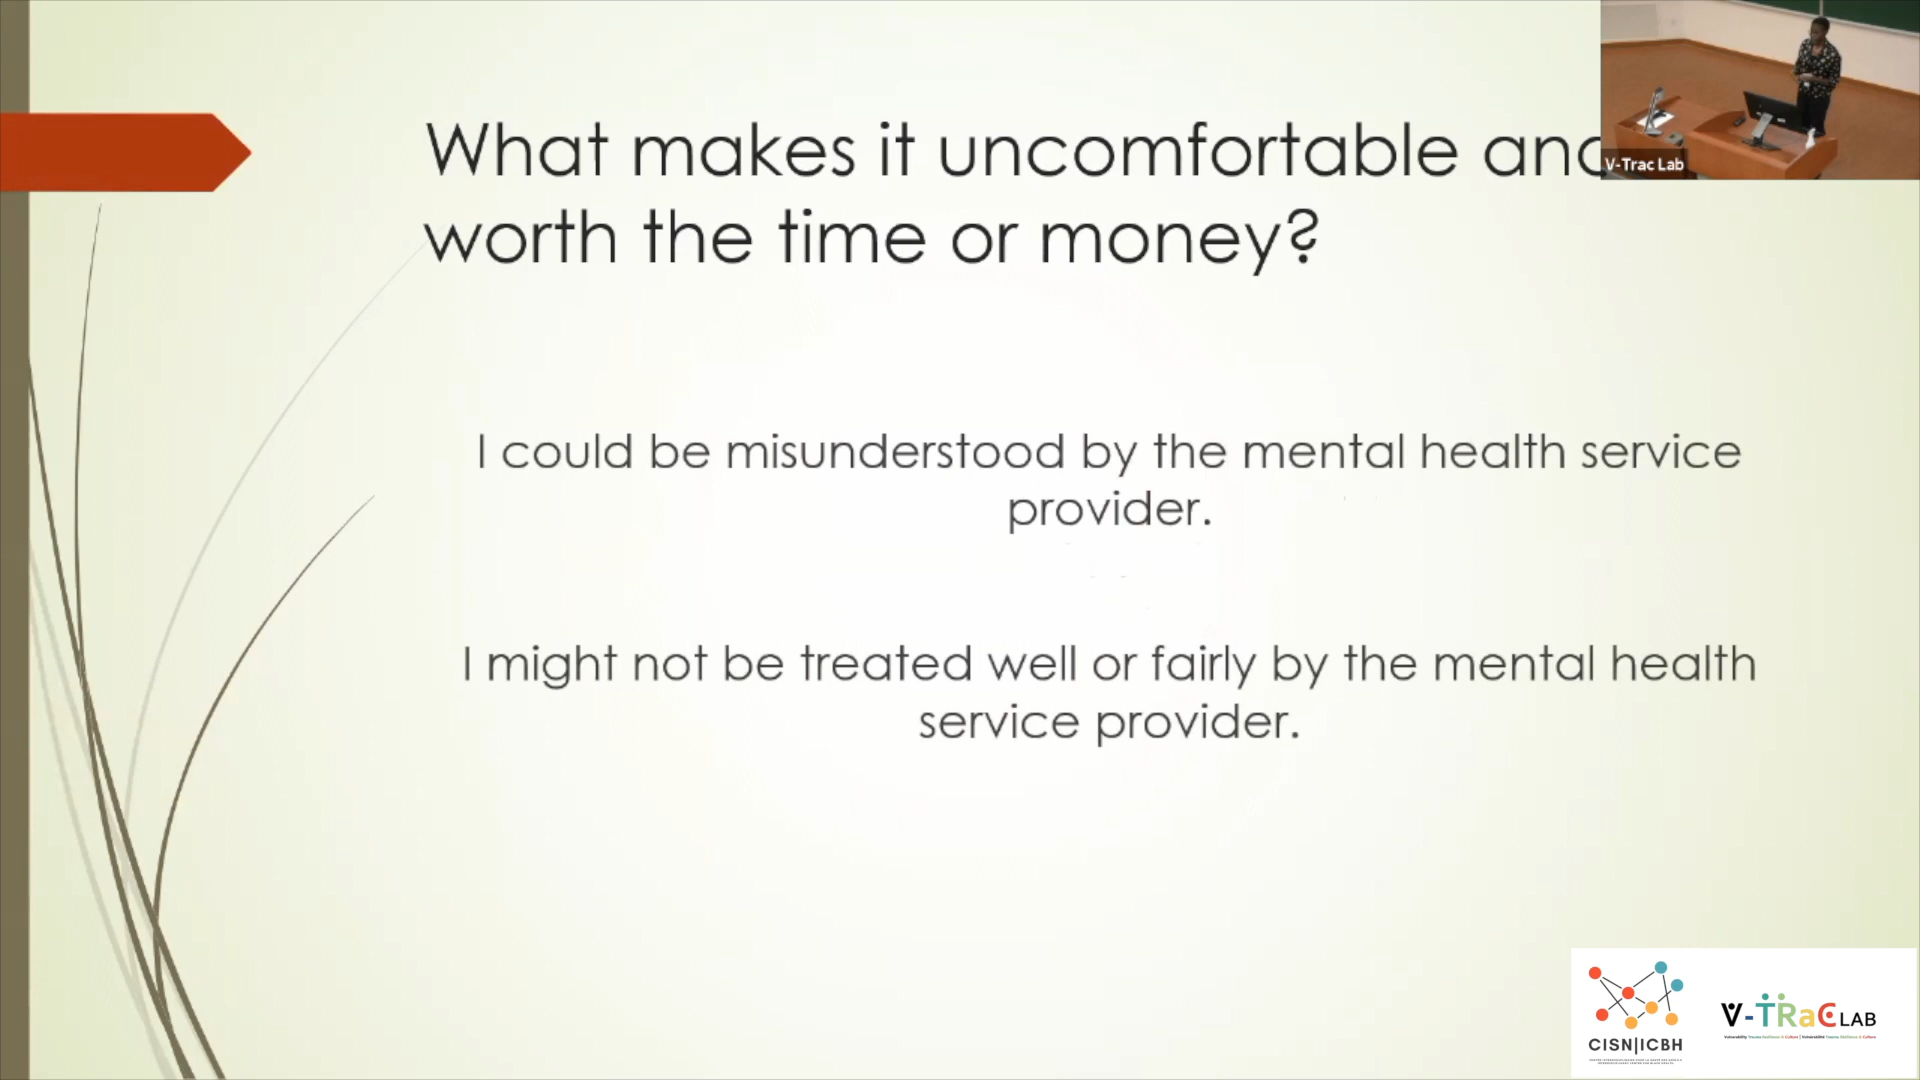 What makes it uncomfortable and
worth the time or money?
V-Trac Lab
I could be misunderstood by the mental health service
provider.
I might not be treated well or fairly by the mental health
service provider.
CISN|ICBH
V-TRaC LAB